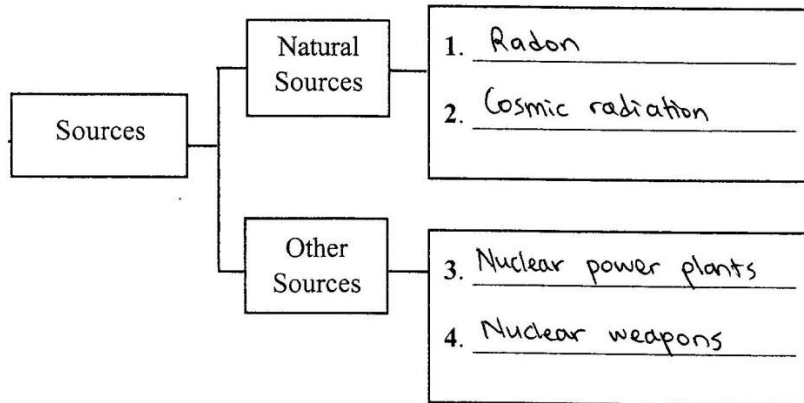 Sources
Natural
Sources
1. Radon
2. Cosmic radiation
Other
Sources
3. Nuclear power plants
4. Nuclear weapons